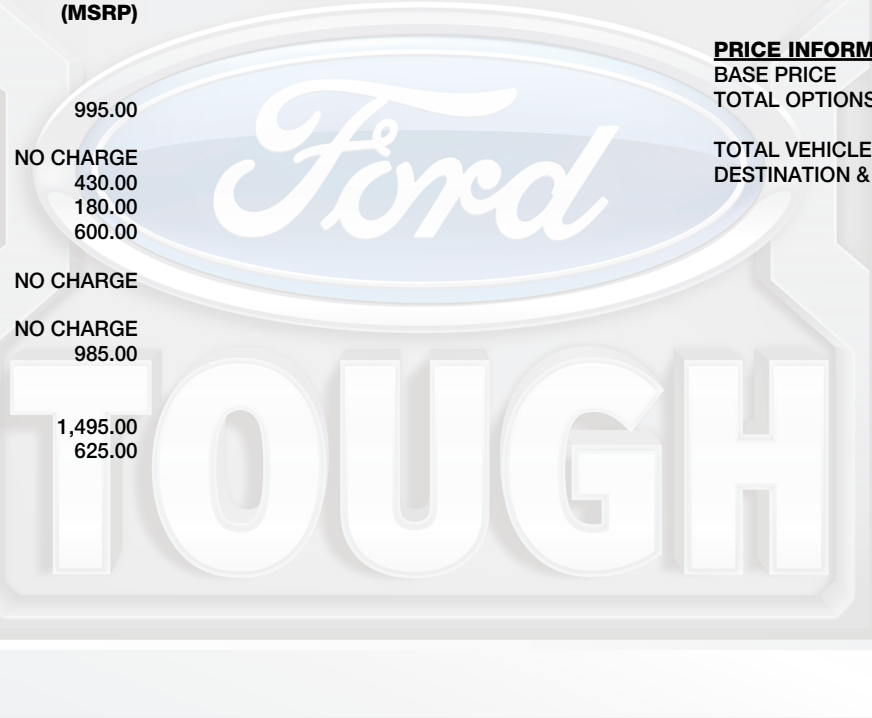 (MSRP)
995.00
NO CHARGE
430.00
180.00
600.00
NO CHARGE
NO CHARGE
985.00
1,495.00
625.00
PRICE INFORM
BASE PRICE
TOTAL OPTIONS
TOTAL VEHICLE
DESTINATION &
Ford
TOUGH